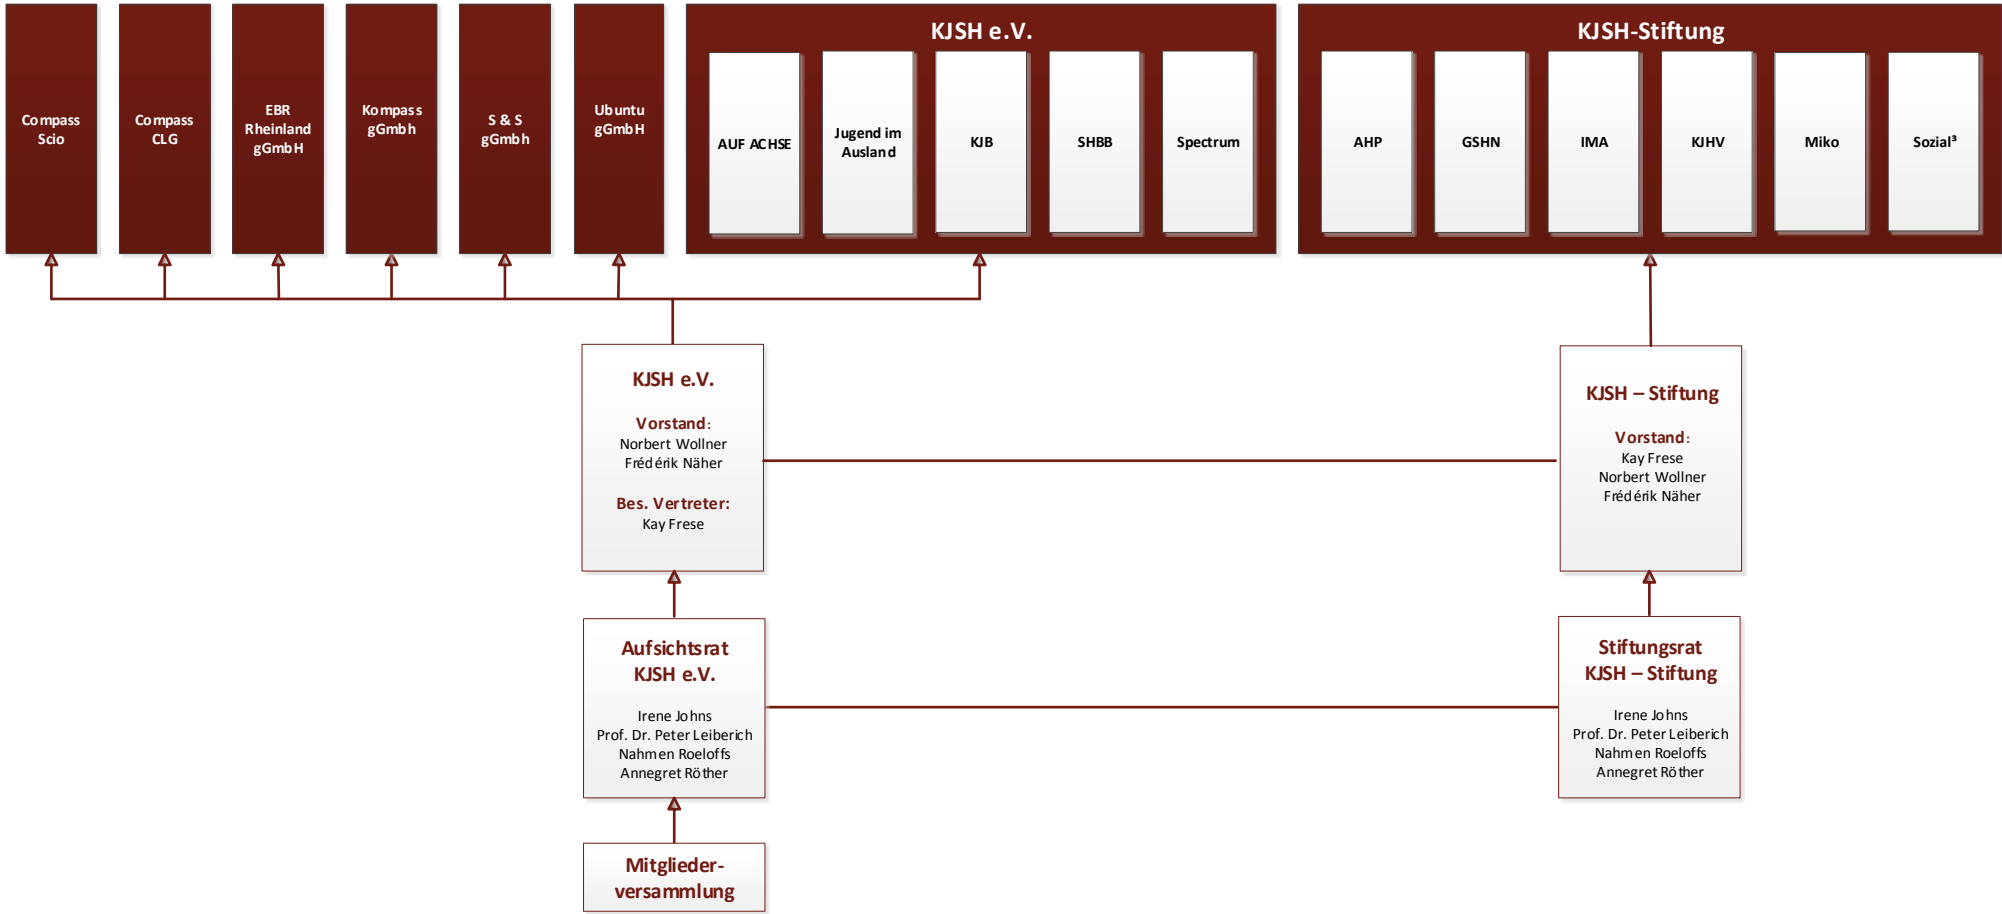 Compass
Scio
Compass
CLG
EBR
Rheinland
gGmbH
Kompass
gGmbh
S & S
gGmbh
Ubuntu
gGmbH
KJSH e.V.
AUF ACHSE
Jugend im
Ausland
KJB
SHBB
Spectrum
KJSH-Stiftung
AHP
GSHN
IMA
KJHV
Miko
Sozial³
KJSH e.V.
Vorstand:
Norbert Wollner
Frédérik Näher
Bes. Vertreter:
Kay Frese
KJSH – Stiftung
Vorstand:
Kay Frese
Norbert Wollner
Frédérik Näher
Aufsichtsrat
KJSH e.V.
Irene Johns
Prof. Dr. Peter Leiberich
Nahmen Roeloffs
Annegret Röther
Stiftungsrat
KJSH – Stiftung
Irene Johns
Prof. Dr. Peter Leiberich
Nahmen Roeloffs
Annegret Röther
Mitglieder-
versammlung